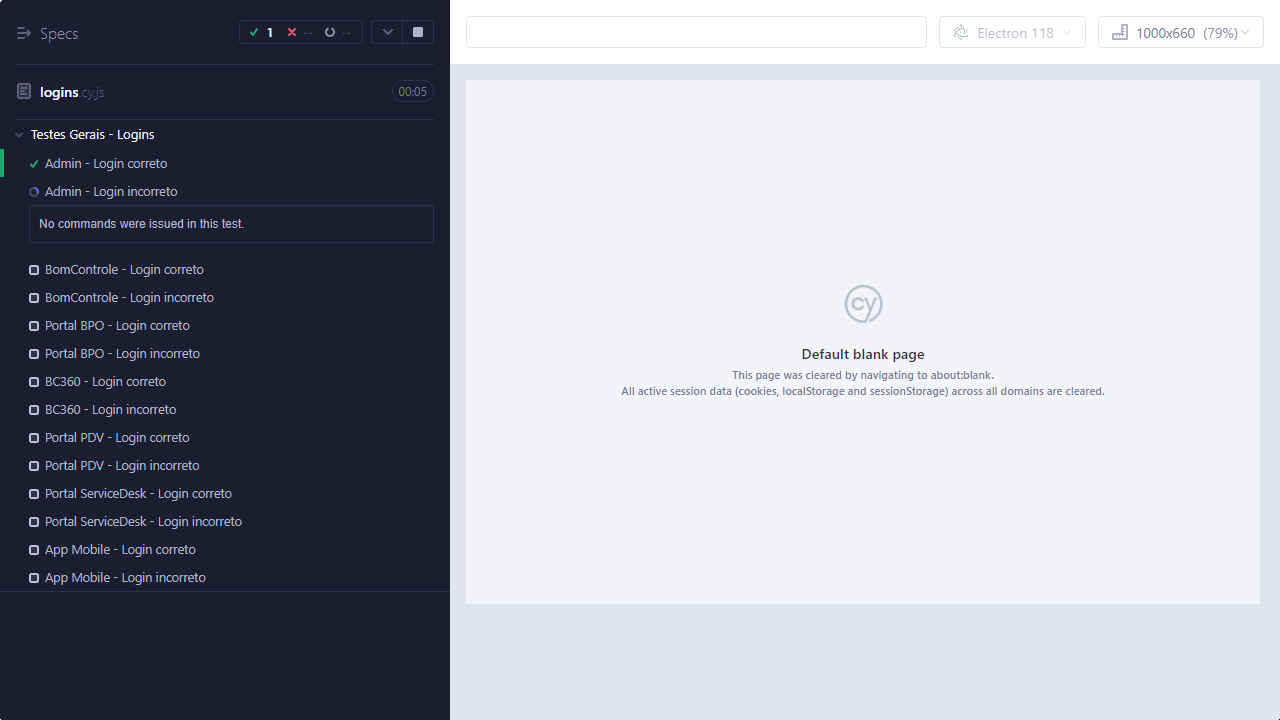 Specs
1 -- --
logins.cy.js
00:05
Testes Gerais - Logins
Admin - Login correto
Admin - Login incorreto
No commands were issued in this test.
BomControle - Login correto
BomControle - Login incorreto
Portal BPO - Login correto
Portal BPO - Login incorreto
BC360 - Login correto
BC360 - Login incorreto
Portal PDV - Login correto
Portal PDV - Login incorreto
Portal ServiceDesk - Login correto
Portal ServiceDesk - Login incorreto
App Mobile - Login correto
App Mobile - Login incorreto
Electron 118
1000x660 (79%)
cy
Default blank page
This page was cleared by navigating to about:blank.
All active session data (cookies, localStorage and sessionStorage) across all domains are cleared.